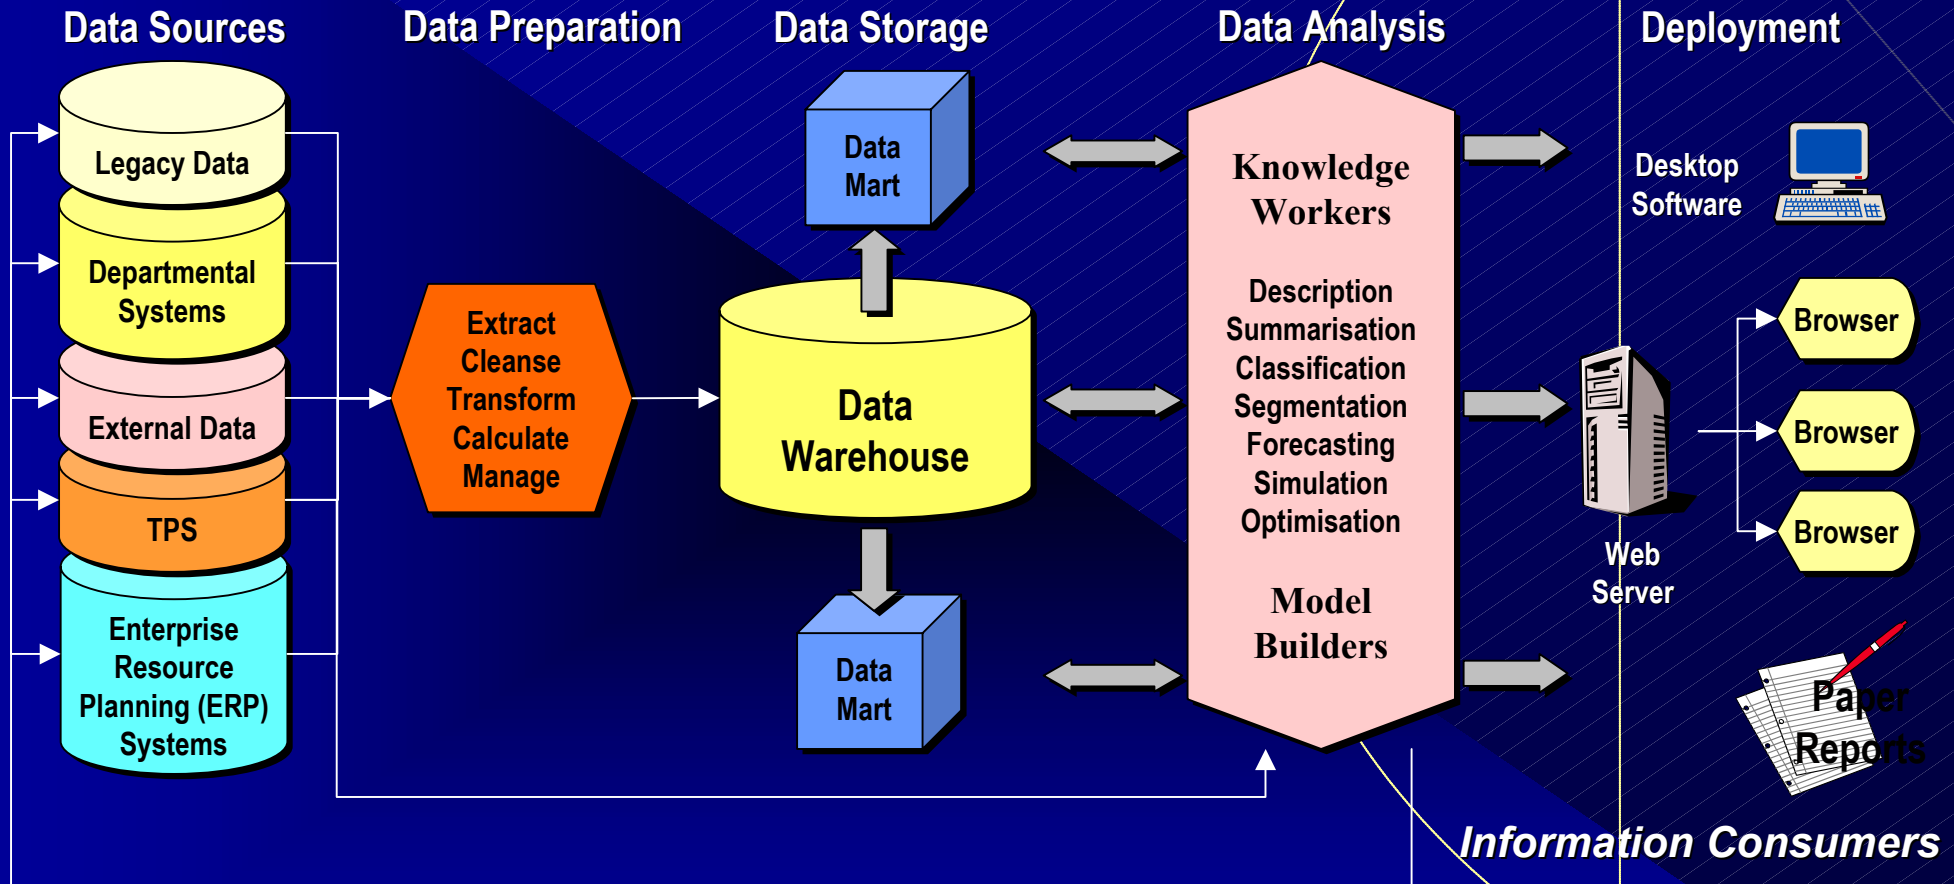 Data Sources
Data Preparation
Data Storage
Data Analysis
Deployment
Legacy Data
Departmental
Systems
External Data
TPS
Enterprise
Resource
Planning (ERP)
Systems
Extract
Cleanse
Transform
Calculate
Manage
Data
Mart
Data
Warehouse
Data
Mart
Knowledge
Workers
Description
Summarisation
Classification
Segmentation
Forecasting
Simulation
Optimisation
Model
Builders
Desktop
Software
Web
Server
Browser
Browser
Browser
Paper
Reports
Information Consumers